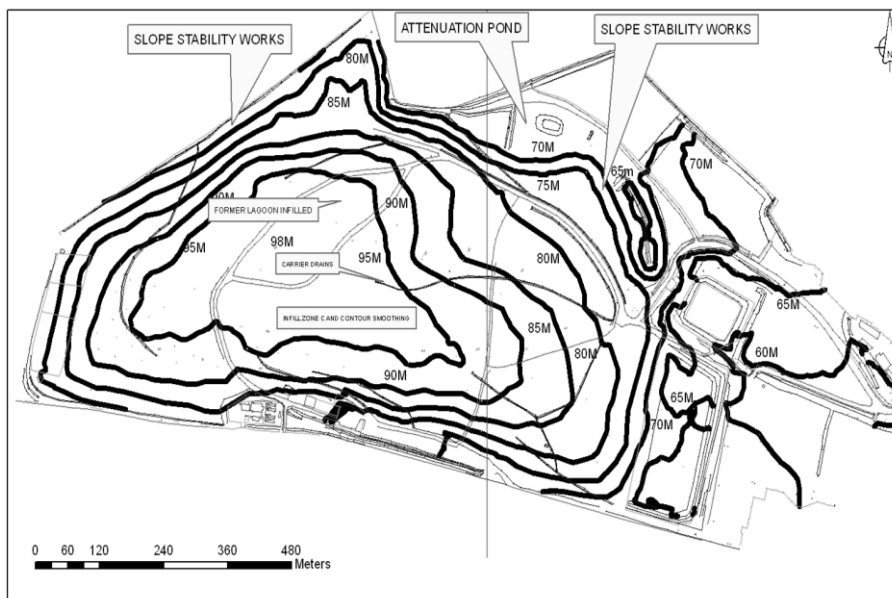 SLOPE STABILITY WORKS
ATTENUATION POND
SLOPE STABILITY WORKS
N
80M
85M
70M
75M
65m
70M
90M
FORMER LAGOON INFILLED
95M
98M
95M
CARRIER DRAINS
80M
65M
INFILL ZONE C AND CONTOUR SMOOTHING
85M
80M
60M
90M
65M
70M
0 60 120 240 360 480
Meters